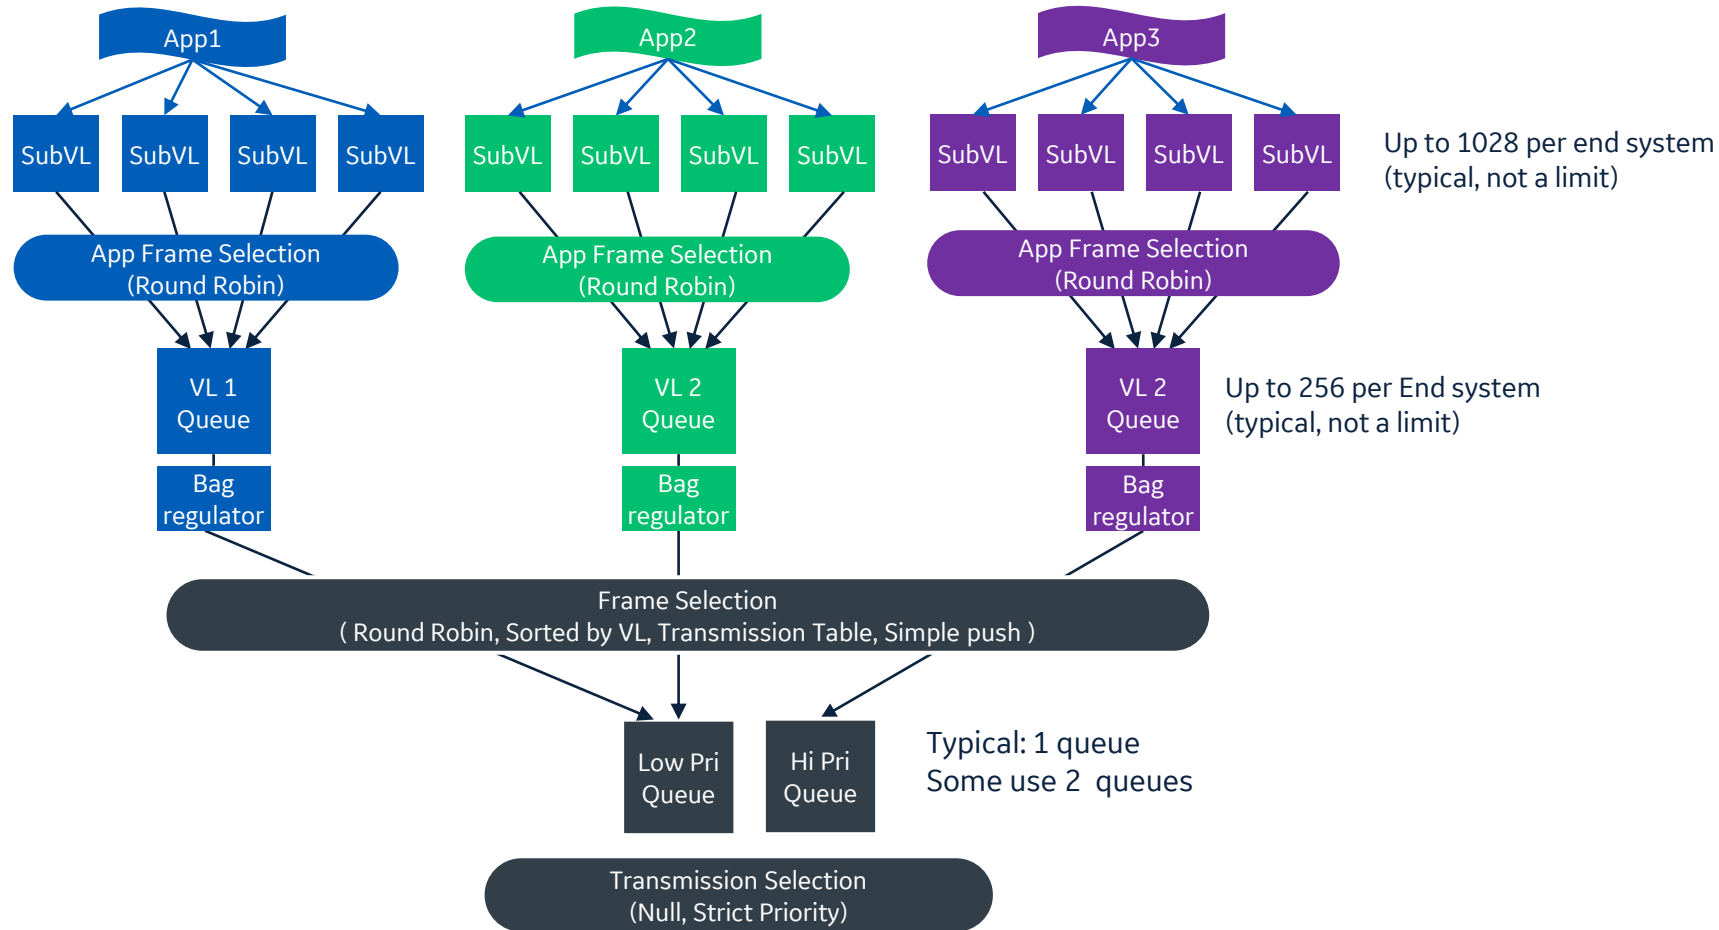 App1
App2
App3
SubVL
SubVL
SubVL
SubVL
SubVL
SubVL
SubVL
SubVL
SubVL
SubVL
SubVL
SubVL
Up to 1028 per end system
(typical, not a limit)
App Frame Selection
(Round Robin)
App Frame Selection
(Round Robin)
App Frame Selection
(Round Robin)
VL 1
Queue
VL 2
Queue
VL 2
Queue
Up to 256 per End system
(typical, not a limit)
Bag
regulator
Bag
regulator
Bag
regulator
Frame Selection
( Round Robin, Sorted by VL, Transmission Table, Simple push )
Low Pri
Queue
Hi Pri
Queue
Typical: 1 queue
Some use 2 queues
Transmission Selection
(Null, Strict Priority)